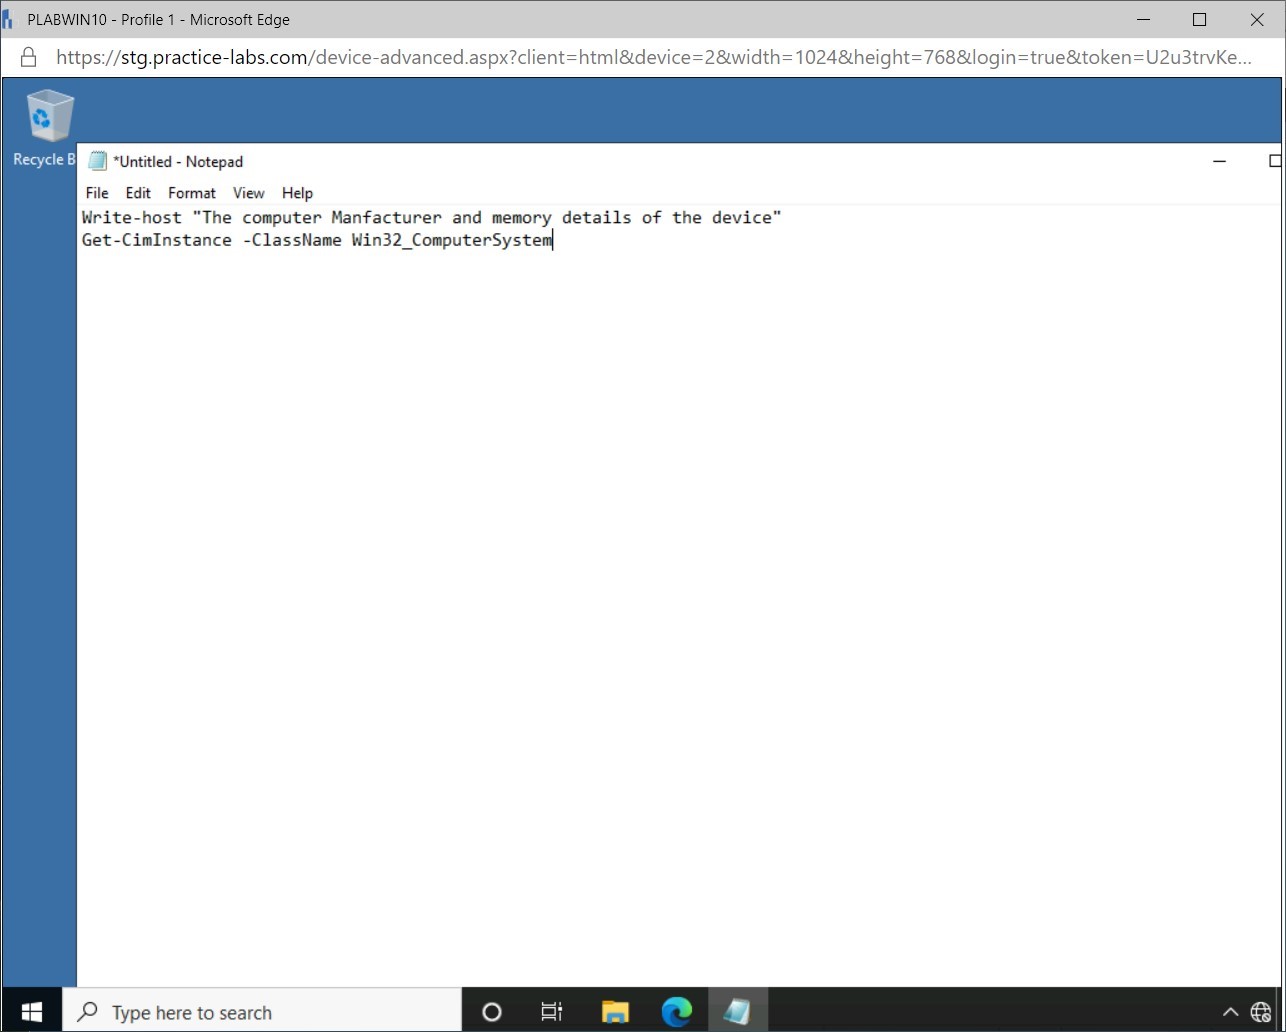 PLABWIN10 - Profile 1 - Microsoft Edge
https://stg.practice-labs.com/device-advanced.aspx?client=html&device=2&width=1024&height=768&login=true&token=U2u3trvKe...
Recycle B
*Untitled - Notepad
File Edit Format View Help
Write-host "The computer Manfacturer and memory details of the device"
Get-CimInstance -ClassName Win32_ComputerSystem
Type here to search